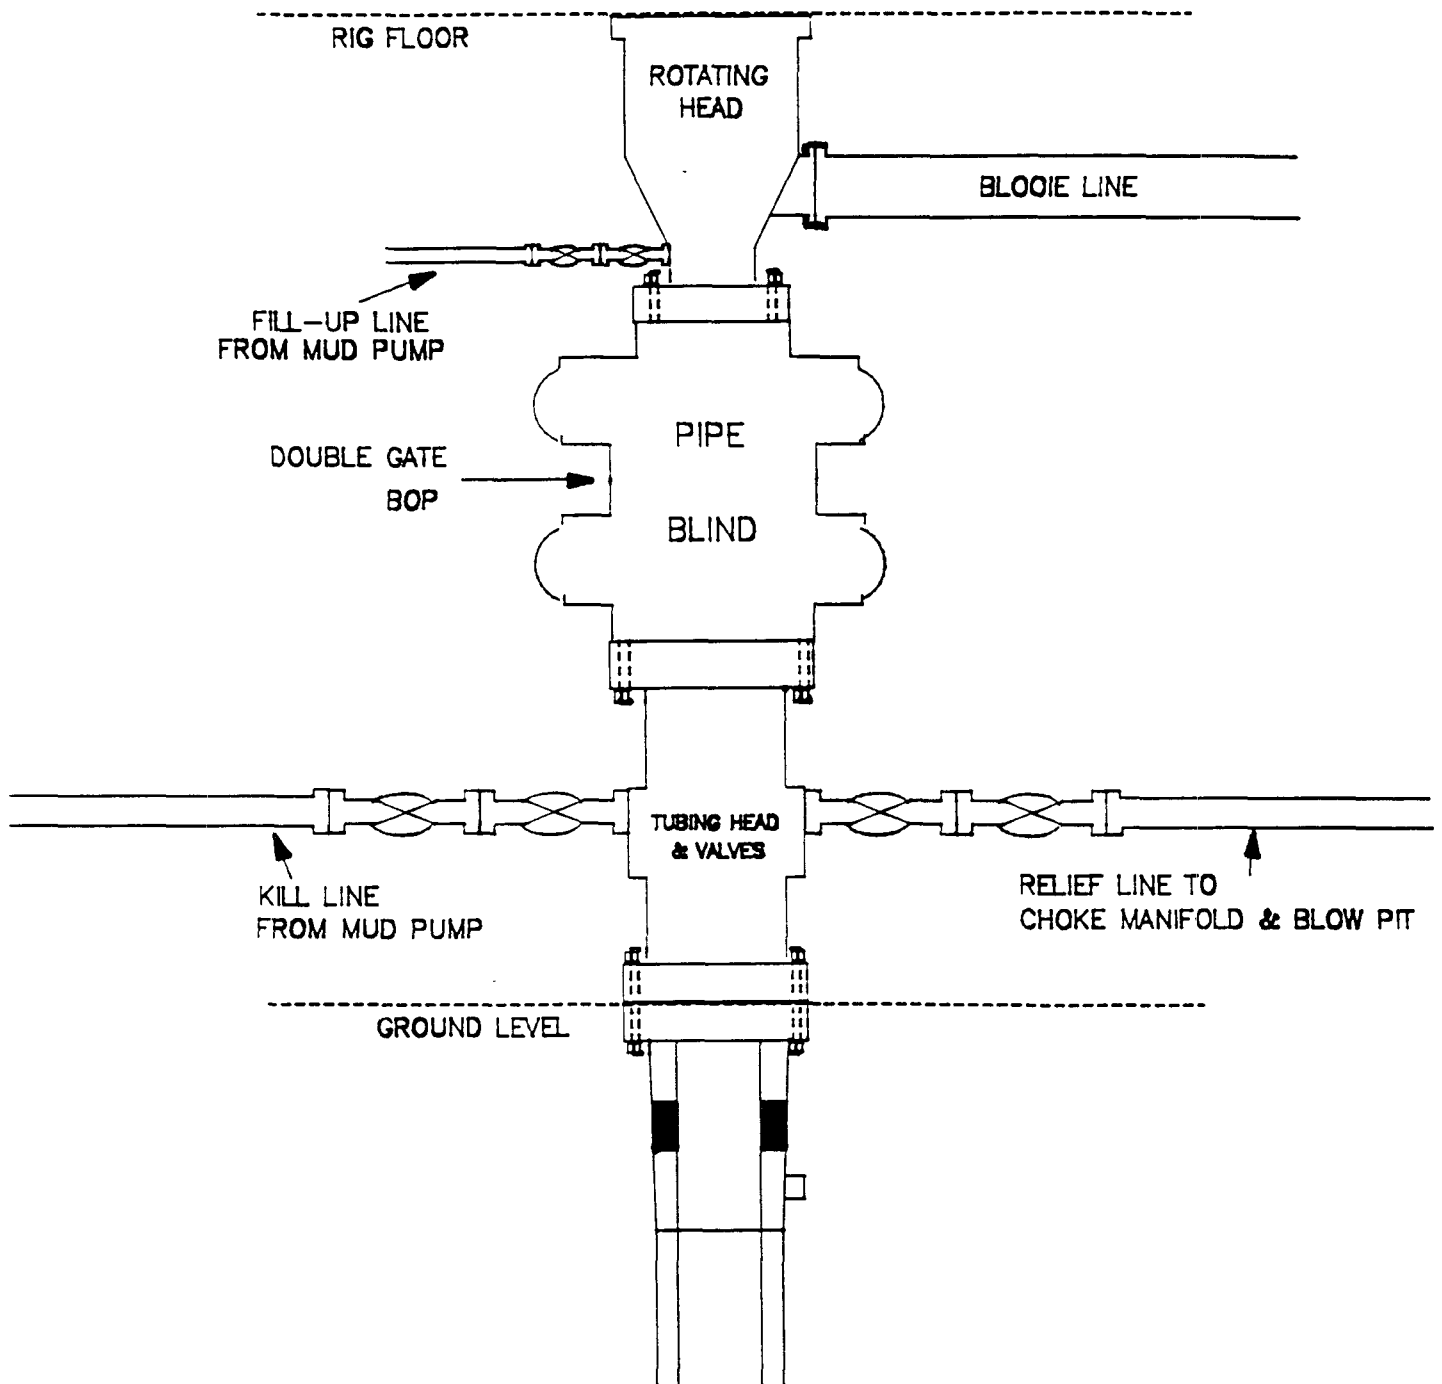 RIG FLOOR
ROTATING
HEAD
BLOOIE LINE
FILL-UP LINE
FROM MUD PUMP
PIPE
DOUBLE GATE
BOP
BLIND
TUBING HEAD
& VALVES
KILL LINE
FROM MUD PUMP
RELIEF LINE TO
CHOKE MANIFOLD & BLOW PIT
GROUND LEVEL